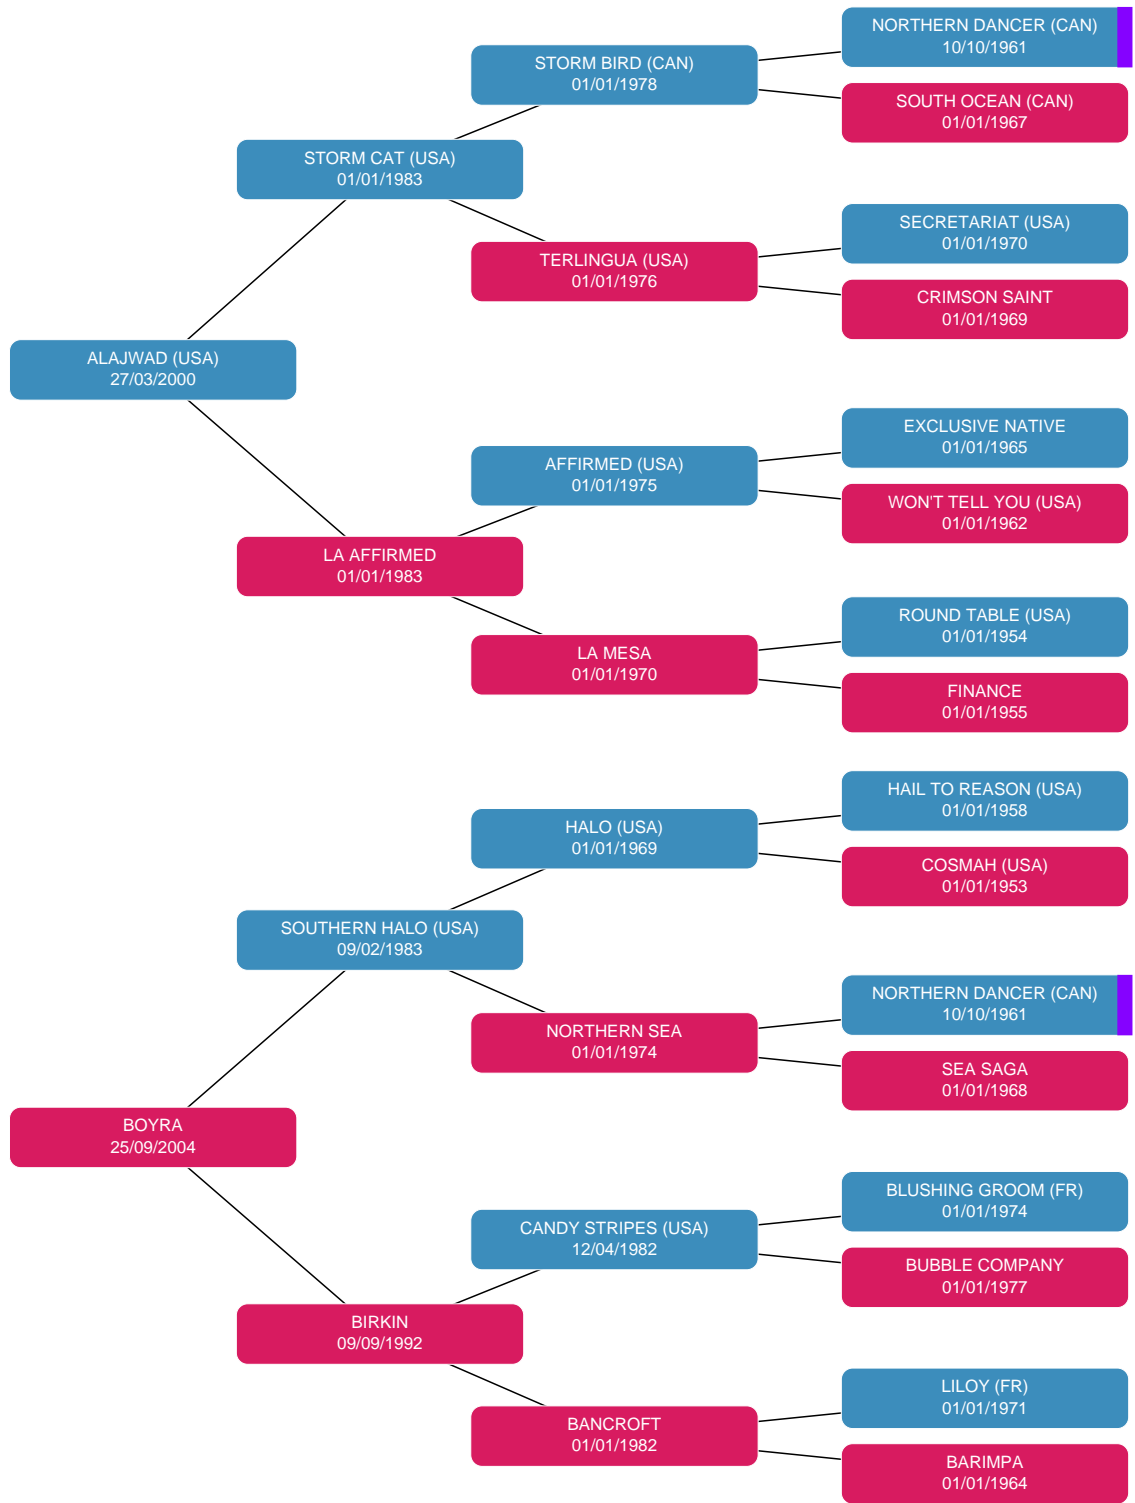 NORTHERN DANCER (CAN)
10/10/1961
STORM BIRD (CAN)
01/01/1978
SOUTH OCEAN (CAN)
01/01/1967
STORM CAT (USA)
01/01/1983
SECRETARIAT (USA)
01/01/1970
TERLINGUA (USA)
01/01/1976
CRIMSON SAINT
01/01/1969
ALAJWAD (USA)
27/03/2000
EXCLUSIVE NATIVE
01/01/1965
AFFIRMED (USA)
01/01/1975
WON'T TELL YOU (USA)
01/01/1962
LA AFFIRMED
01/01/1983
ROUND TABLE (USA)
01/01/1954
LA MESA
01/01/1970
FINANCE
01/01/1955
HAIL TO REASON (USA)
01/01/1958
HALO (USA)
01/01/1969
COSMAH (USA)
01/01/1953
SOUTHERN HALO (USA)
09/02/1983
NORTHERN DANCER (CAN)
10/10/1961
NORTHERN SEA
01/01/1974
SEA SAGA
01/01/1968
BOYRA
25/09/2004
BLUSHING GROOM (FR)
01/01/1974
CANDY STRIPES (USA)
12/04/1982
BUBBLE COMPANY
01/01/1977
BIRKIN
09/09/1992
LILOY (FR)
01/01/1971
BANCROFT
01/01/1982
BARIMPA
01/01/1964